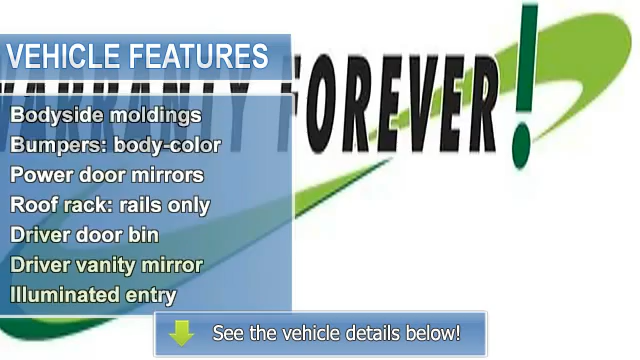 VEHICLE FEATURES
WARRANTY FOREVER!
Bodyside moldings
Bumpers: body-color
Power door mirrors
Roof rack: rails only
Driver door bin
Driver vanity mirror
Illuminated entry
See the vehicle details below!